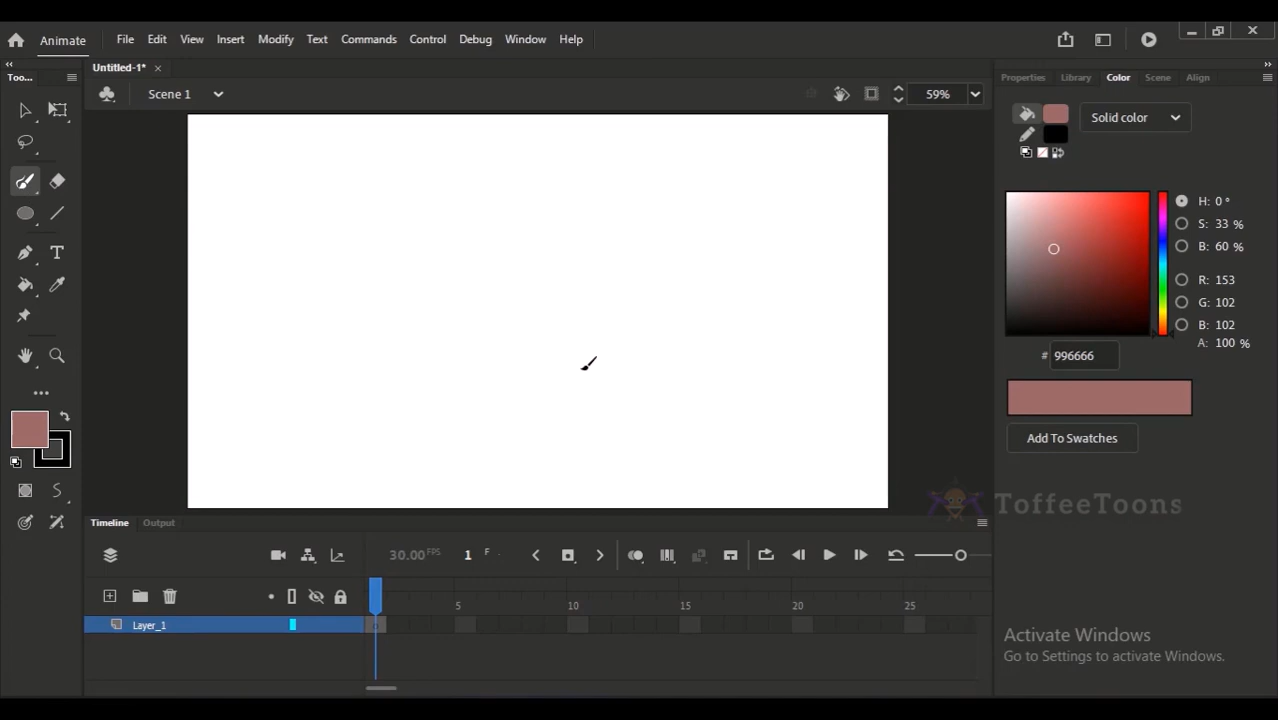 Animate File Edit View Insert Modify Text Commands Control Debug Window Help
Too... Untitled-1* Properties Library Color Scene Align
Scene 1 59%
Solid color
H: 0 °
S: 33 %
B: 60 %
R: 153
G: 102
B: 102
A: 100 %
# 996666
Add To Swatches
ToffeeToons
Timeline Output
30.00 FPS 1 F
5 10 15 20 25
Layer_1
Activate Windows
Go to Settings to activate Windows.